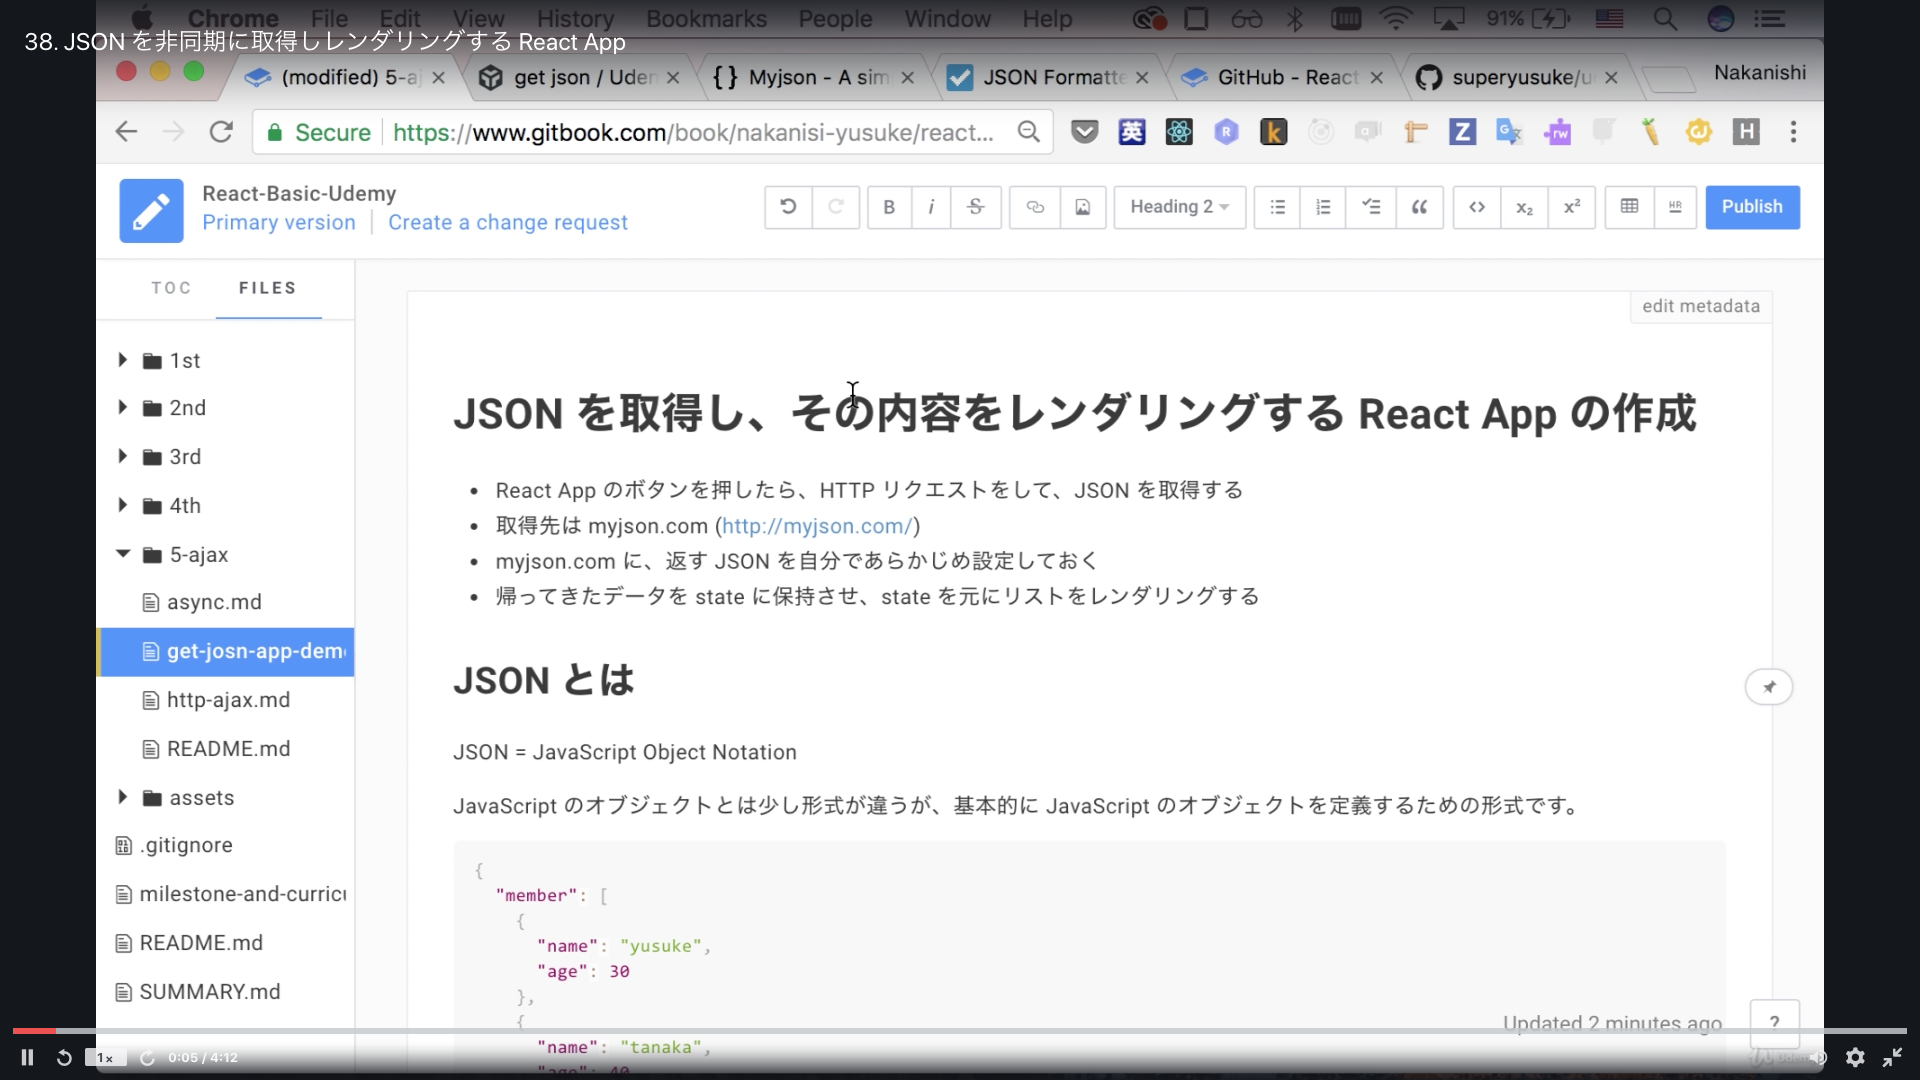 Chrome File Edit View History Bookmarks People Window Help 91%
38. JSON を非同期に取得しレンダリングする React App
(modified) 5-aj get json / Uden Myjson - A sim JSON Formatte GitHub - React superyusuke/u Nakanishi
Secure https://www.gitbook.com/book/nakanisi-yusuke/react...
React-Basic-Udemy
Primary version Create a change request
B i S Heading 2 x₂ x² HR Publish
TOC FILES
edit metadata
1st
2nd
3rd
4th
5-ajax
async.md
get-josn-app-dem
http-ajax.md
README.md
assets
.gitignore
milestone-and-curric
README.md
SUMMARY.md
JSON を取得し、その内容をレンダリングする React App の作成
• React App のボタンを押したら、HTTP リクエストをして、JSON を取得する
• 取得先は myjson.com (http://myjson.com/)
• myjson.com に、返す JSON を自分であらかじめ設定しておく
• 帰ってきたデータを state に保持させ、state を元にリストをレンダリングする
JSON とは
JSON = JavaScript Object Notation
JavaScript のオブジェクトとは少し形式が違うが、基本的に JavaScript のオブジェクトを定義するための形式です。
{
"member": [
{
"name": "yusuke",
"age": 30
},
{
"name": "tanaka",
"age": 40
Updated 2 minutes ago
?
1x 0:05 / 4:12